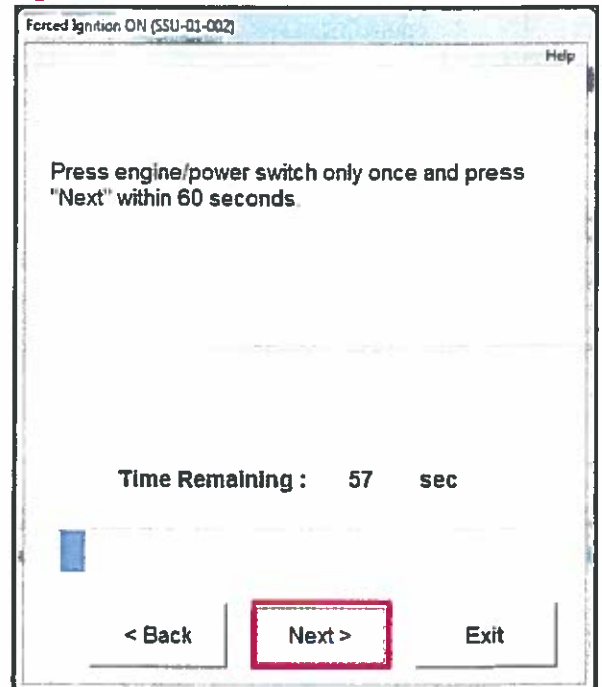 Forced Ignition ON (SSU-01-002)
Help
Press engine/power switch only once and press
"Next" within 60 seconds.
Time Remaining : 57 sec
< Back Next > Exit